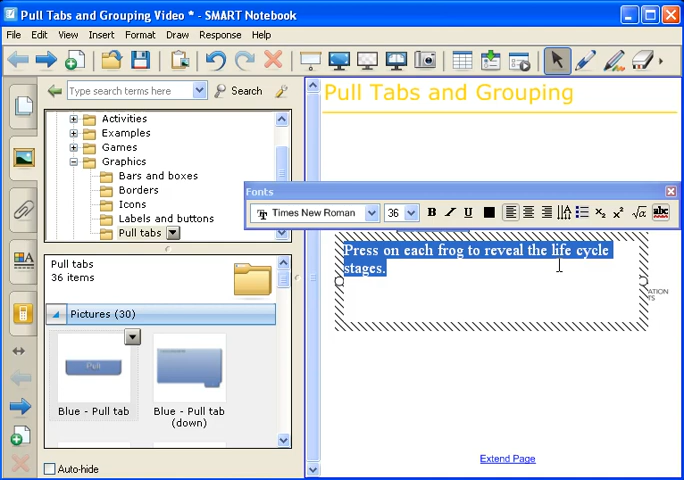 Pull Tabs and Grouping Video * - SMART Notebook
File Edit View Insert Format Draw Response Help
Type search terms here Search
Activities
Examples
Games
Graphics
Bars and boxes
Borders
Icons
Labels and buttons
Pull tabs
Pull tabs
36 items
Pictures (30)
Pull
Blue - Pull tab
Blue - Pull tab
(down)
Auto-hide
Pull Tabs and Grouping
Fonts
Times New Roman 36 B I U
Press on each frog to reveal the life cycle
stages.
ATION
TS
Extend Page